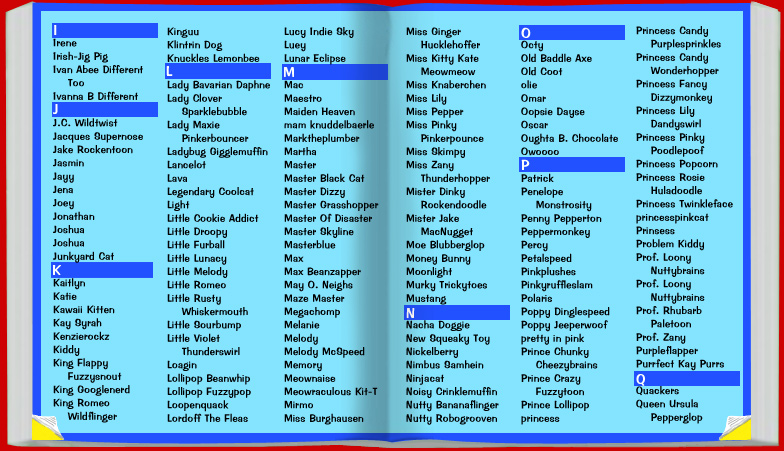 I
Irene
Irish-Jig Pig
Ivan Abee Different
Too
Ivanna B Different
J
J.C. Wildtwist
Jacques Supernose
Jake Rockentoon
Jasmin
Jayy
Jena
Joey
Jonathan
Joshua
Joshua
Junkyard Cat
K
Kaitlyn
Katie
Kawaii Kitten
Kay Syrah
Kenzierockz
Kiddy
King Flappy
Fuzzysnout
King Googlenerd
King Romeo
Wildflinger
Kinguu
Klintrin Dog
Knuckles Lemonbee
L
Lady Bavarian Daphne
Lady Clover
Sparklebubble
Lady Maxie
Pinkerbouncer
Ladybug Gigglemuffin
Lancelot
Lava
Legendary Coolcat
Light
Little Cookie Addict
Little Droopy
Little Furball
Little Lunacy
Little Melody
Little Romeo
Little Rusty
Whiskermouth
Little Sourbump
Little Violet
Thunderswirl
Loagin
Lollipop Beanwhip
Lollipop Fuzzypop
Loopenquack
Lordoff The Fleas
Lucy Indie Sky
Luey
Lunar Eclipse
M
Mac
Maestro
Maiden Heaven
mam knuddelbaerle
Marktheplumber
Martha
Master
Master Black Cat
Master Dizzy
Master Grasshopper
Master Of Disaster
Master Skyline
Masterblue
Max
Max Beanzapper
May O. Neighs
Maze Master
Megachomp
Melanie
Melody
Melody McSpeed
Memory
Meownaise
Meowraculous Kit-T
Mirmo
Miss Burghausen
Miss Ginger
Hucklehoffer
Miss Kitty Kate
Meowmeow
Miss Knaberchen
Miss Lily
Miss Pepper
Miss Pinky
Pinkerpounce
Miss Skimpy
Miss Zany
Thunderhopper
Mister Dinky
Rockendoodle
Mister Jake
MacNugget
Moe Blubberglop
Money Bunny
Moonlight
Murky Trickytoes
Mustang
N
Nacha Doggie
New Squeaky Toy
Nickelberry
Nimbus Samhein
Ninjacat
Noisy Crinklemuffin
Nutty Bananaflinger
Nutty Robogrooven
O
Octy
Old Baddle Axe
Old Coot
olie
Omar
Oopsie Dayse
Oscar
Oughta B. Chocolate
Owoooo
P
Patrick
Penelope
Monstrosity
Penny Pepperton
Peppermonkey
Percy
Petalspeed
Pinkplushes
Pinkyruffleslam
Polaris
Poppy Dinglespeed
Poppy Jeeperwoof
pretty in pink
Prince Chunky
Cheezybrains
Prince Crazy
Fuzzytoon
Prince Lollipop
princess
Princess Candy
Purplesprinkles
Princess Candy
Wonderhopper
Princess Fancy
Dizzymonkey
Princess Lily
Dandyswirl
Princess Pinky
Poodlepoof
Princess Popcorn
Princess Rosie
Huladoodle
Princess Twinkleface
princesspinkcat
Prinsess
Problem Kiddy
Prof. Loony
Nuttybrains
Prof. Loony
Nuttybrains
Prof. Rhubarb
Paletoon
Prof. Zany
Purpleflapper
Purrfect Kay Purrs
Q
Quackers
Queen Ursula
Pepperglop